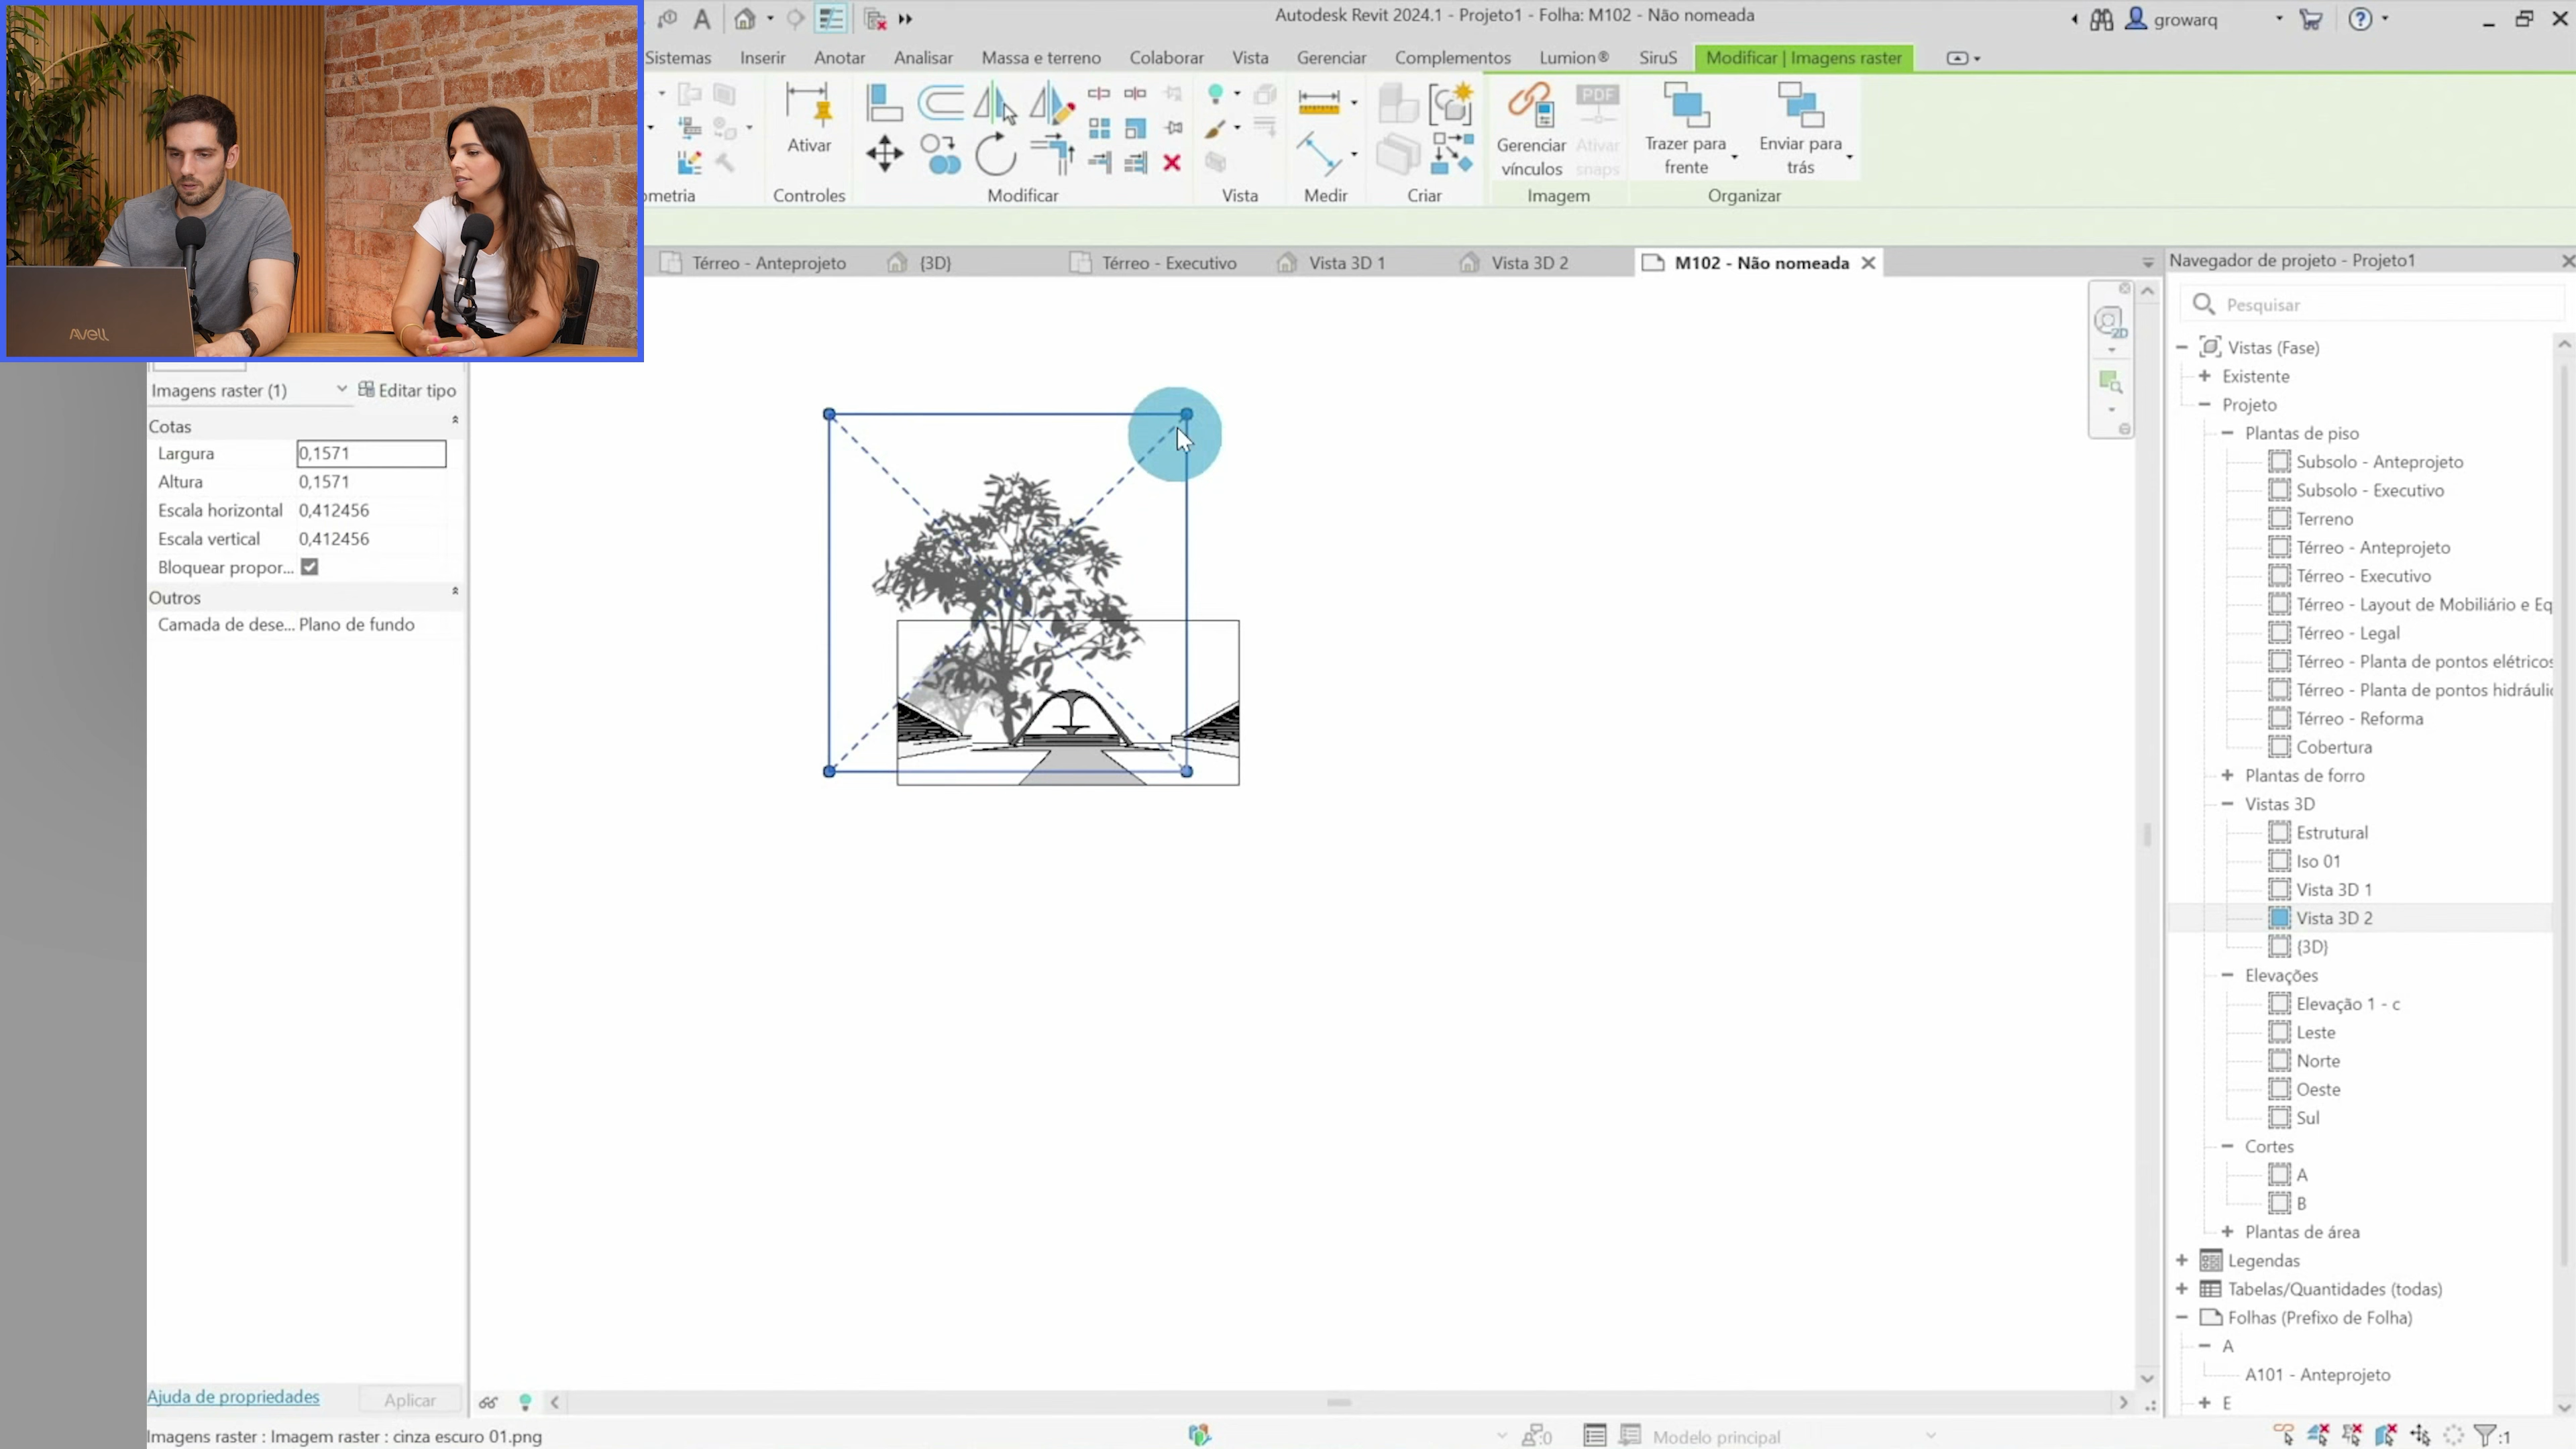 Autodesk Revit 2024.1 - Projeto1 - Folha: M102 - Não nomeada
growarq
Sistemas Inserir Anotar Analisar Massa e terreno Colaborar Vista Gerenciar Complementos Lumion® SiruS Modificar | Imagens raster
PDF
Ativar
Gerenciar vínculos
Ativar snaps
Trazer para frente
Enviar para trás
ometria Controles Modificar Vista Medir Criar Imagem Organizar
Avell
Térreo - Anteprojeto {3D} Térreo - Executivo Vista 3D 1 Vista 3D 2 M102 - Não nomeada
2D
Imagens raster (1) Editar tipo
Cotas
Largura 0,1571
Altura 0,1571
Escala horizontal 0,412456
Escala vertical 0,412456
Bloquear propor...
Outros
Camada de dese... Plano de fundo
Ajuda de propriedades Aplicar
Navegador de projeto - Projeto1
Pesquisar
Vistas (Fase)
Existente
Projeto
Plantas de piso
Subsolo - Anteprojeto
Subsolo - Executivo
Terreno
Térreo - Anteprojeto
Térreo - Executivo
Térreo - Layout de Mobiliário e Eq
Térreo - Legal
Térreo - Planta de pontos elétricos
Térreo - Planta de pontos hidráulic
Térreo - Reforma
Cobertura
Plantas de forro
Vistas 3D
Estrutural
Iso 01
Vista 3D 1
Vista 3D 2
{3D}
Elevações
Elevação 1 - c
Leste
Norte
Oeste
Sul
Cortes
A
B
Plantas de área
Legendas
Tabelas/Quantidades (todas)
Folhas (Prefixo de Folha)
A
A101 - Anteprojeto
E
Imagens raster : Imagem raster : cinza escuro 01.png
:0
Modelo principal
:1